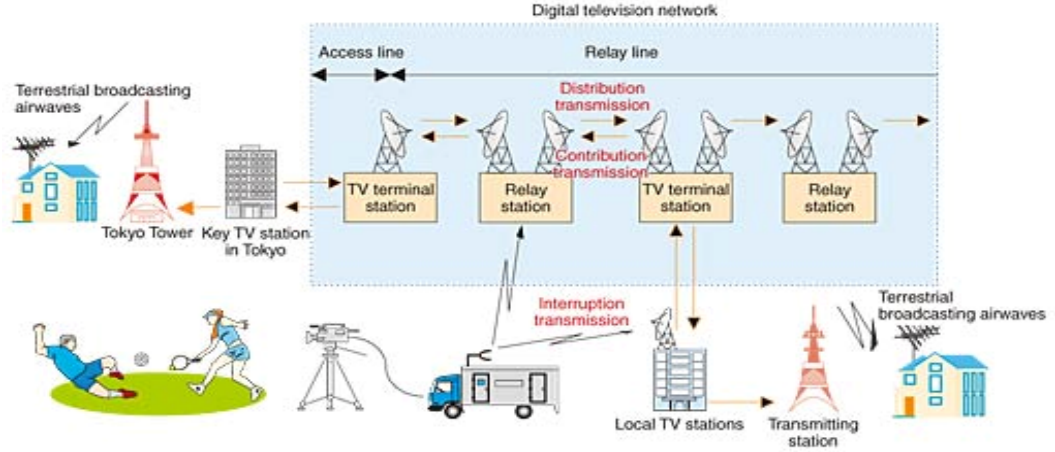 Digital television network
Access line
Relay line
Terrestrial broadcasting
airwaves
Distribution
transmission
Contribution
transmission
TV terminal
station
Relay
station
TV terminal
station
Relay
station
Tokyo Tower
Key TV station
in Tokyo
Interruption
transmission
Terrestrial
broadcasting airwaves
Local TV stations
Transmitting
station